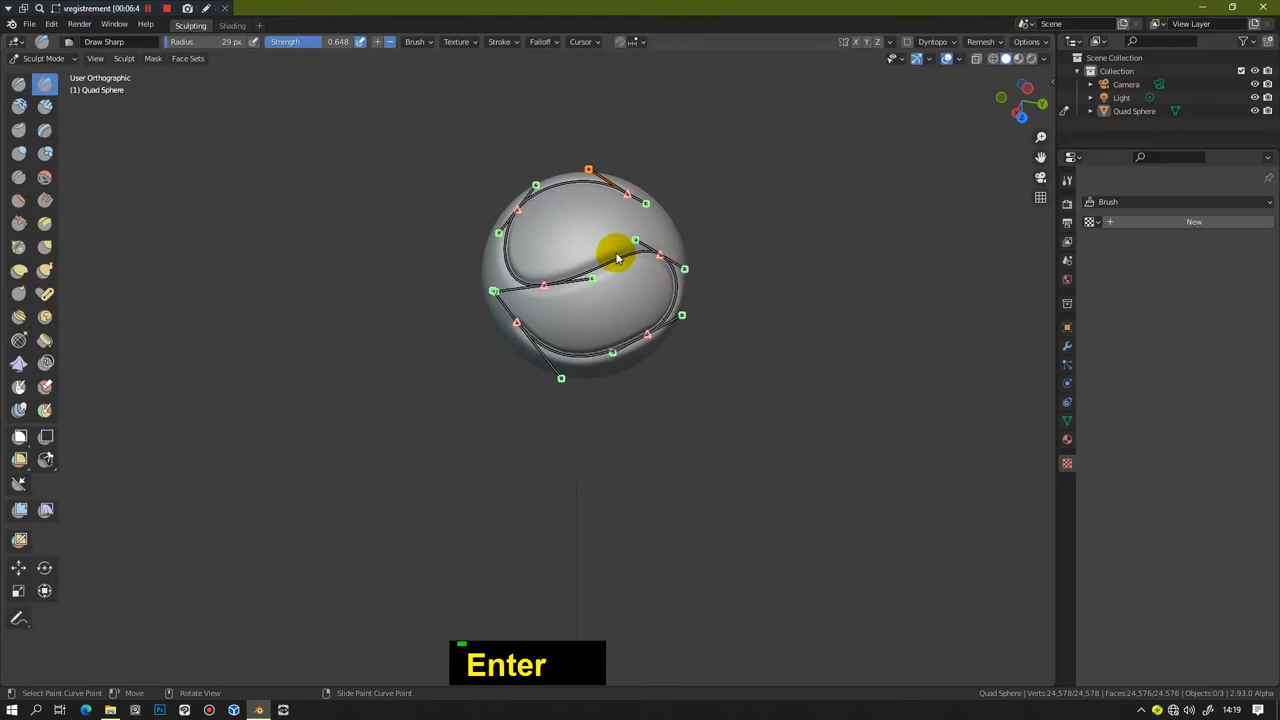 nregistrement [00:06:4
File Edit Render Window Help Sculpting Shading Scene View Layer
Draw Sharp Radius 29 px Strength 0.648 Brush Texture Stroke Falloff Cursor X Y Z Dyntopo Remesh Options
Sculpt Mode View Sculpt Mask Face Sets
Scene Collection
Collection
Camera
Light
Quad Sphere
User Orthographic
(1) Quad Sphere
Y
Z
Brush
New
Enter
Select Paint Curve Point Move Rotate View Slide Paint Curve Point Quad Sphere Verts:24,578/24,578 | Faces:24,576/24,576 | Objects:0/3 2.93.0 Alpha
14:19